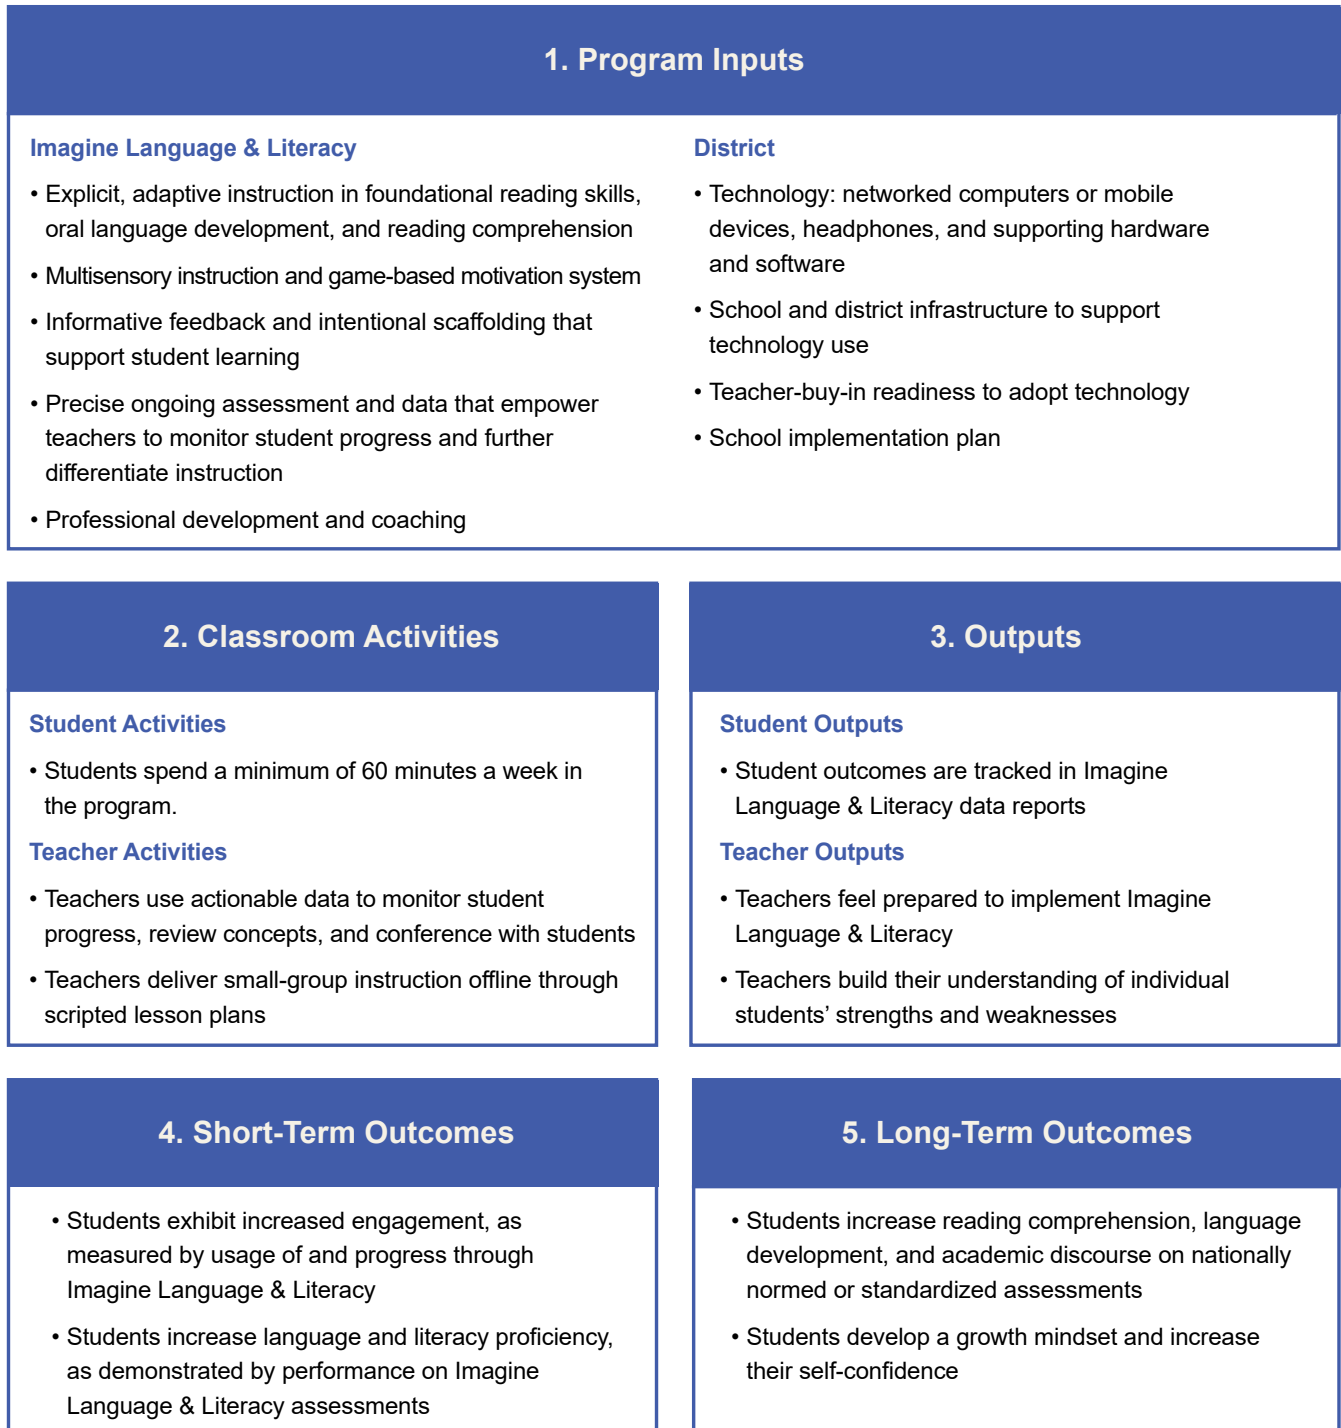 1. Program Inputs
Imagine Language & Literacy
• Explicit, adaptive instruction in foundational reading skills,
oral language development, and reading comprehension
• Multisensory instruction and game-based motivation system
• Informative feedback and intentional scaffolding that
support student learning
• Precise ongoing assessment and data that empower
teachers to monitor student progress and further
differentiate instruction
• Professional development and coaching
District
• Technology: networked computers or mobile
devices, headphones, and supporting hardware
and software
• School and district infrastructure to support
technology use
• Teacher-buy-in readiness to adopt technology
• School implementation plan
2. Classroom Activities
Student Activities
• Students spend a minimum of 60 minutes a week in
the program.
Teacher Activities
• Teachers use actionable data to monitor student
progress, review concepts, and conference with students
• Teachers deliver small-group instruction offline through
scripted lesson plans
3. Outputs
Student Outputs
• Student outcomes are tracked in Imagine
Language & Literacy data reports
Teacher Outputs
• Teachers feel prepared to implement Imagine
Language & Literacy
• Teachers build their understanding of individual
students’ strengths and weaknesses
4. Short-Term Outcomes
• Students exhibit increased engagement, as
measured by usage of and progress through
Imagine Language & Literacy
• Students increase language and literacy proficiency,
as demonstrated by performance on Imagine
Language & Literacy assessments
5. Long-Term Outcomes
• Students increase reading comprehension, language
development, and academic discourse on nationally
normed or standardized assessments
• Students develop a growth mindset and increase
their self-confidence